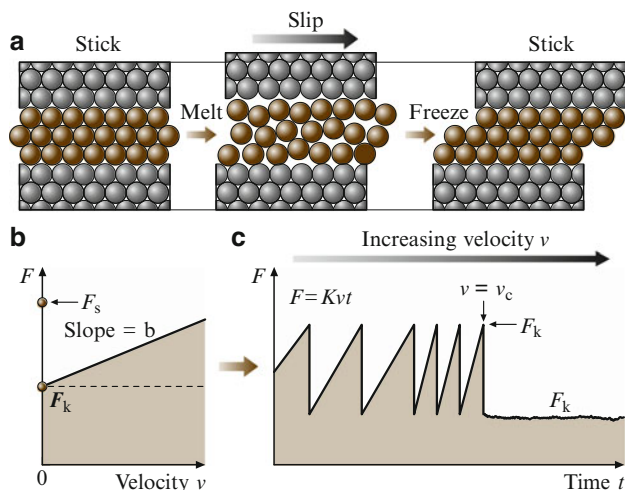 Slip
a
Stick
Stick
Melt
Freeze
b
c
Increasing velocity v
F
F
Fs
F = Kvt
v = vc
Slope = b
Fk
Fk
Fk
0
Velocity v
Time t